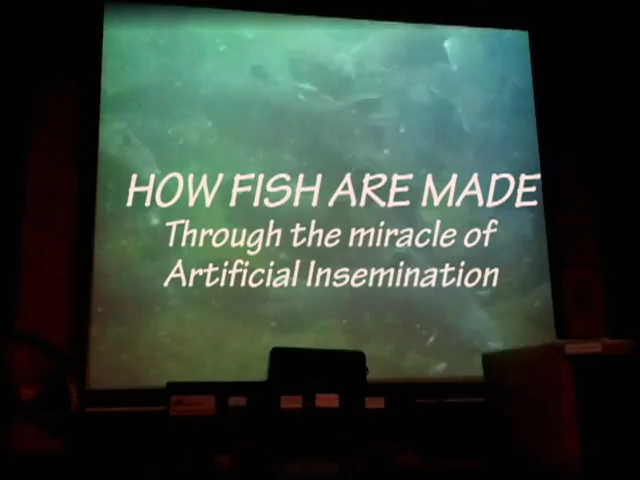 HOW FISH ARE MADE
Through the miracle of
Artificial Insemination